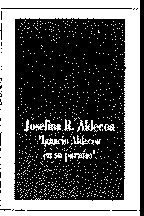 Josefina R. Aldecoa
"Ignacio Aldecoa
en su paraíso".